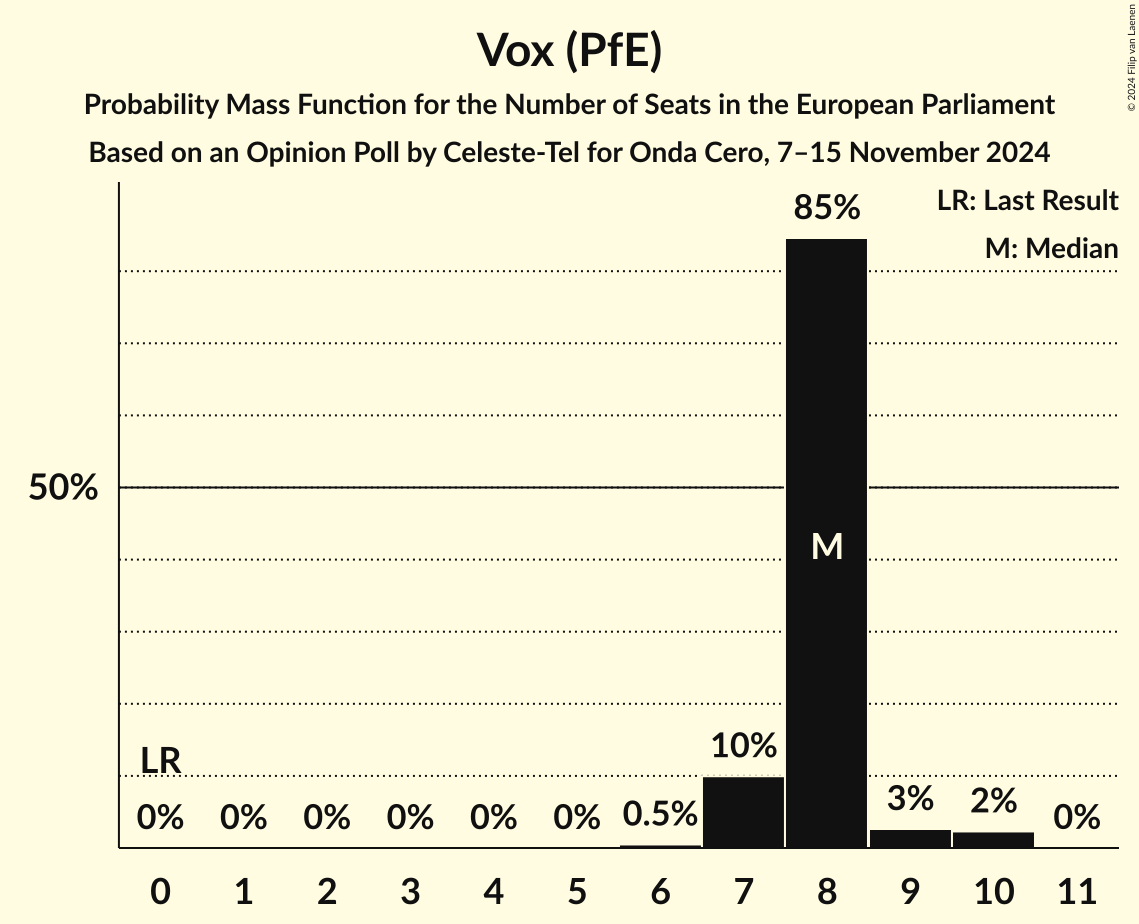 Vox (PfE)
Probability Mass Function for the Number of Seats in the European Parliament
Based on an Opinion Poll by Celeste-Tel for Onda Cero, 7–15 November 2024
© 2024 Filip van Laenen
LR: Last Result
M: Median
85%
50%
M
LR
10%
0% 0% 0% 0% 0% 0% 0.5% 3% 2% 0%
0 1 2 3 4 5 6 7 8 9 10 11